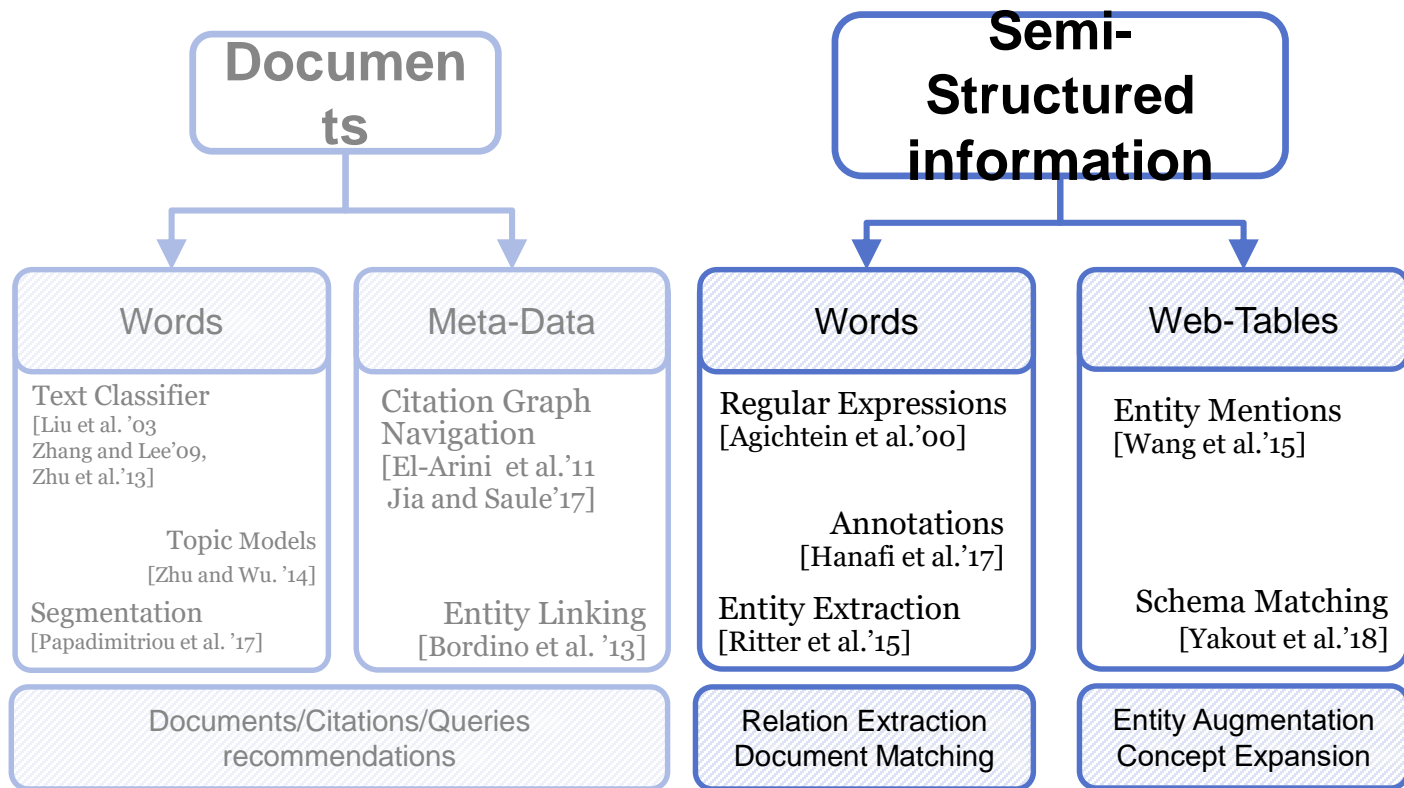 Documen
ts
Words
Meta-Data
Text Classifier
[Liu et al. ’03
Zhang and Lee’09,
Zhu et al.’13]
Topic Models
[Zhu and Wu. ’14]
Segmentation
[Papadimitriou et al. ’17]
Citation Graph
Navigation
[El-Arini et al.’11
Jia and Saule’17]
Entity Linking
[Bordino et al. ’13]
Documents/Citations/Queries
recommendations
Semi-
Structured
information
Words
Web-Tables
Regular Expressions
[Agichtein et al.’00]
Annotations
[Hanafi et al.’17]
Entity Extraction
[Ritter et al.’15]
Entity Mentions
[Wang et al.’15]
Schema Matching
[Yakout et al.’18]
Relation Extraction
Document Matching
Entity Augmentation
Concept Expansion